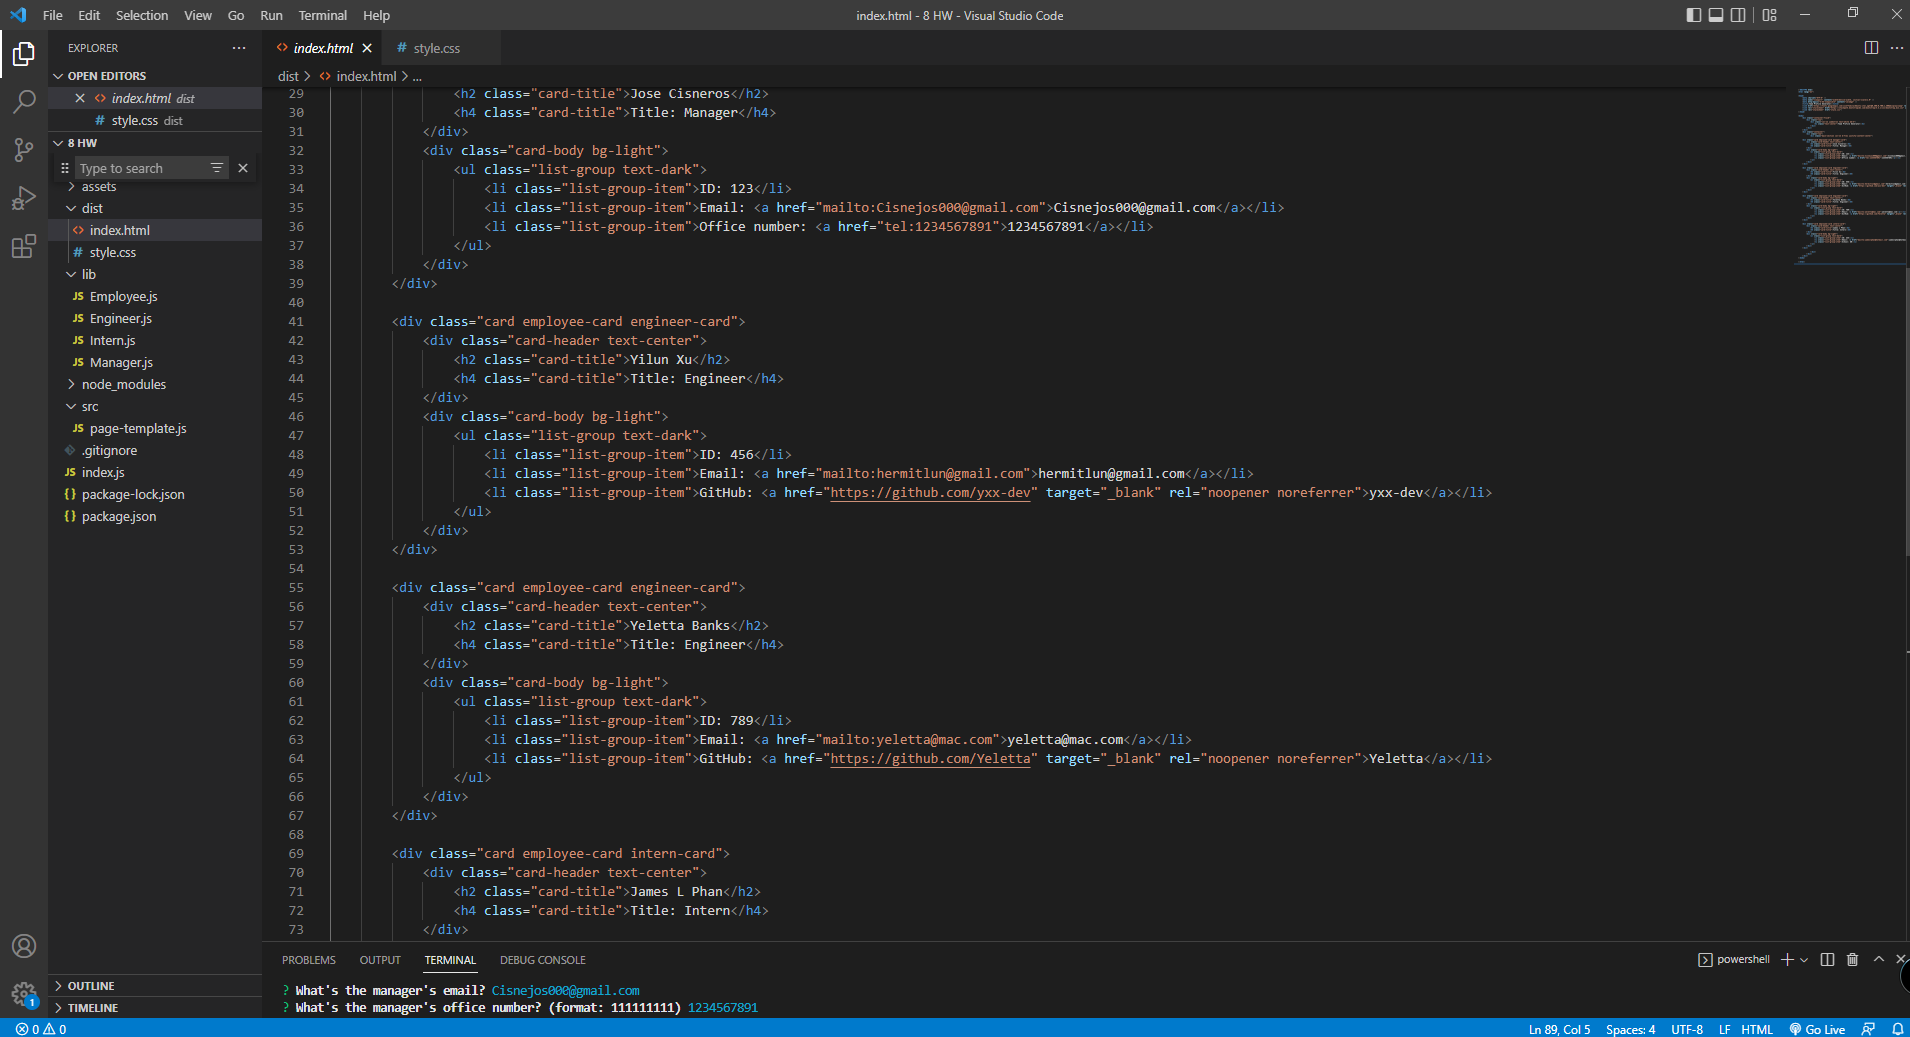 File Edit Selection View Go Run Terminal Help
index.html - 8 HW - Visual Studio Code
EXPLORER
OPEN EDITORS
index.html dist
style.css dist
8 HW
Type to search
assets
dist
index.html
style.css
lib
Employee.js
Engineer.js
Intern.js
Manager.js
node_modules
src
page-template.js
.gitignore
index.js
package-lock.json
package.json
OUTLINE
TIMELINE
index.html
style.css
dist > index.html > ...
29 <h2 class="card-title">Jose Cisneros</h2>
30 <h4 class="card-title">Title: Manager</h4>
31 </div>
32 <div class="card-body bg-light">
33 <ul class="list-group text-dark">
34 <li class="list-group-item">ID: 123</li>
35 <li class="list-group-item">Email: <a href="mailto:Cisnejos000@gmail.com">Cisnejos000@gmail.com</a></li>
36 <li class="list-group-item">Office number: <a href="tel:1234567891">1234567891</a></li>
37 </ul>
38 </div>
39 </div>
40
41 <div class="card employee-card engineer-card">
42 <div class="card-header text-center">
43 <h2 class="card-title">Yilun Xu</h2>
44 <h4 class="card-title">Title: Engineer</h4>
45 </div>
46 <div class="card-body bg-light">
47 <ul class="list-group text-dark">
48 <li class="list-group-item">ID: 456</li>
49 <li class="list-group-item">Email: <a href="mailto:hermitlun@gmail.com">hermitlun@gmail.com</a></li>
50 <li class="list-group-item">GitHub: <a href="https://github.com/yxx-dev" target="_blank" rel="noopener noreferrer">yxx-dev</a></li>
51 </ul>
52 </div>
53 </div>
54
55 <div class="card employee-card engineer-card">
56 <div class="card-header text-center">
57 <h2 class="card-title">Yeletta Banks</h2>
58 <h4 class="card-title">Title: Engineer</h4>
59 </div>
60 <div class="card-body bg-light">
61 <ul class="list-group text-dark">
62 <li class="list-group-item">ID: 789</li>
63 <li class="list-group-item">Email: <a href="mailto:yeletta@mac.com">yeletta@mac.com</a></li>
64 <li class="list-group-item">GitHub: <a href="https://github.com/Yeletta" target="_blank" rel="noopener noreferrer">Yeletta</a></li>
65 </ul>
66 </div>
67 </div>
68
69 <div class="card employee-card intern-card">
70 <div class="card-header text-center">
71 <h2 class="card-title">James L Phan</h2>
72 <h4 class="card-title">Title: Intern</h4>
73 </div>
PROBLEMS OUTPUT TERMINAL DEBUG CONSOLE
powershell
? What's the manager's email? Cisnejos000@gmail.com
? What's the manager's office number? (format: 111111111) 1234567891
1
0 0
Ln 89, Col 5 Spaces: 4 UTF-8 LF HTML Go Live